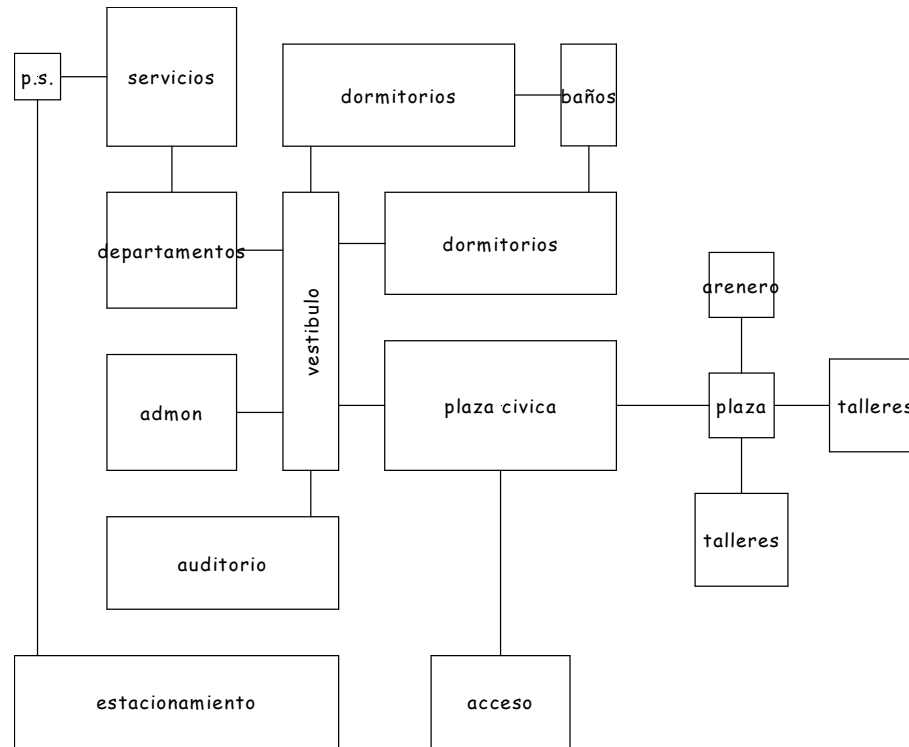 p.s.
servicios
dormitorios
baños
departamentos
dormitorios
vestibulo
arenero
admon
plaza civica
plaza
talleres
talleres
auditorio
estacionamiento
acceso